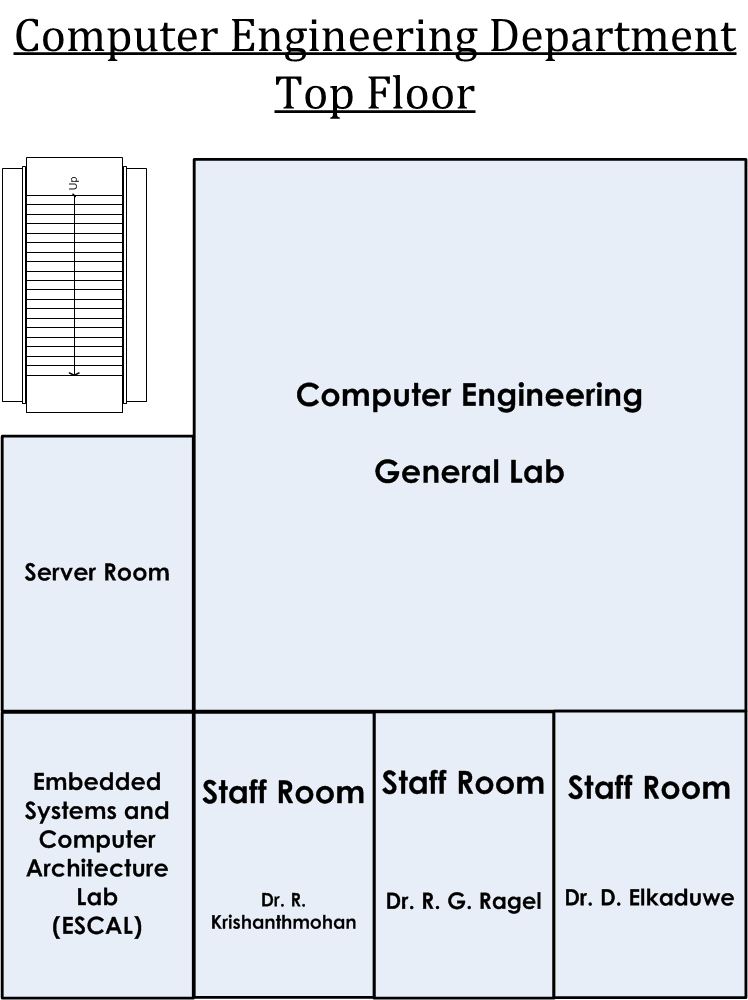 Computer Engineering Department
Top Floor
Up
Computer Engineering
General Lab
Server Room
Embedded
Systems and
Computer
Architecture
Lab
(ESCAL)
Staff Room
Dr. R.
Krishanthmohan
Staff Room
Dr. R. G. Ragel
Staff Room
Dr. D. Elkaduwe